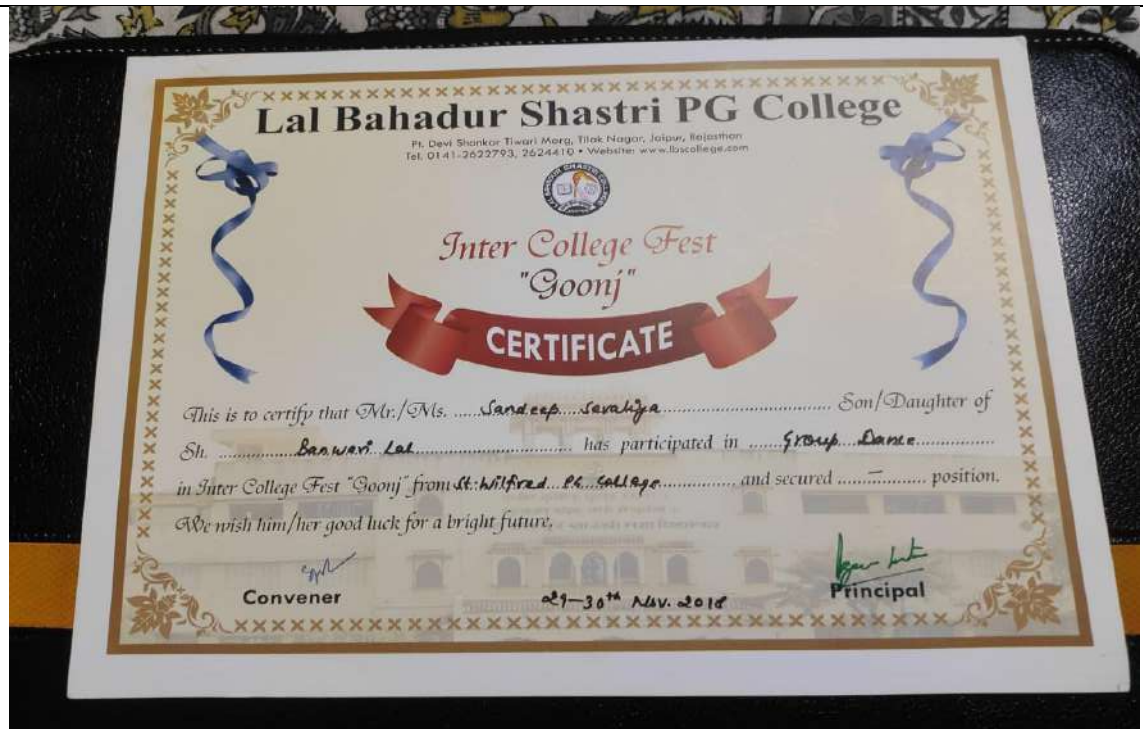 Lal Bahadur Shastri PG College
Pt. Devi Shankar Tiwari Marg, Tilak Nagar, Jaipur, Rajasthan
Tel. 0141-2622793, 2624410 • Website: www.lbscollege.com
Inter College Fest
"Goonj"
CERTIFICATE
This is to certify that Mr./Ms. .....Sandeep....Savaliya.................................. Son/Daughter of
Sh. ................Banwari Lal................................ has participated in .......Group....Dance................
in Inter College Fest "Goonj" from St. Wilfred PG College............... and secured .........–......... position.
We wish him/her good luck for a bright future.
Convener
29-30th Nov. 2018
Principal